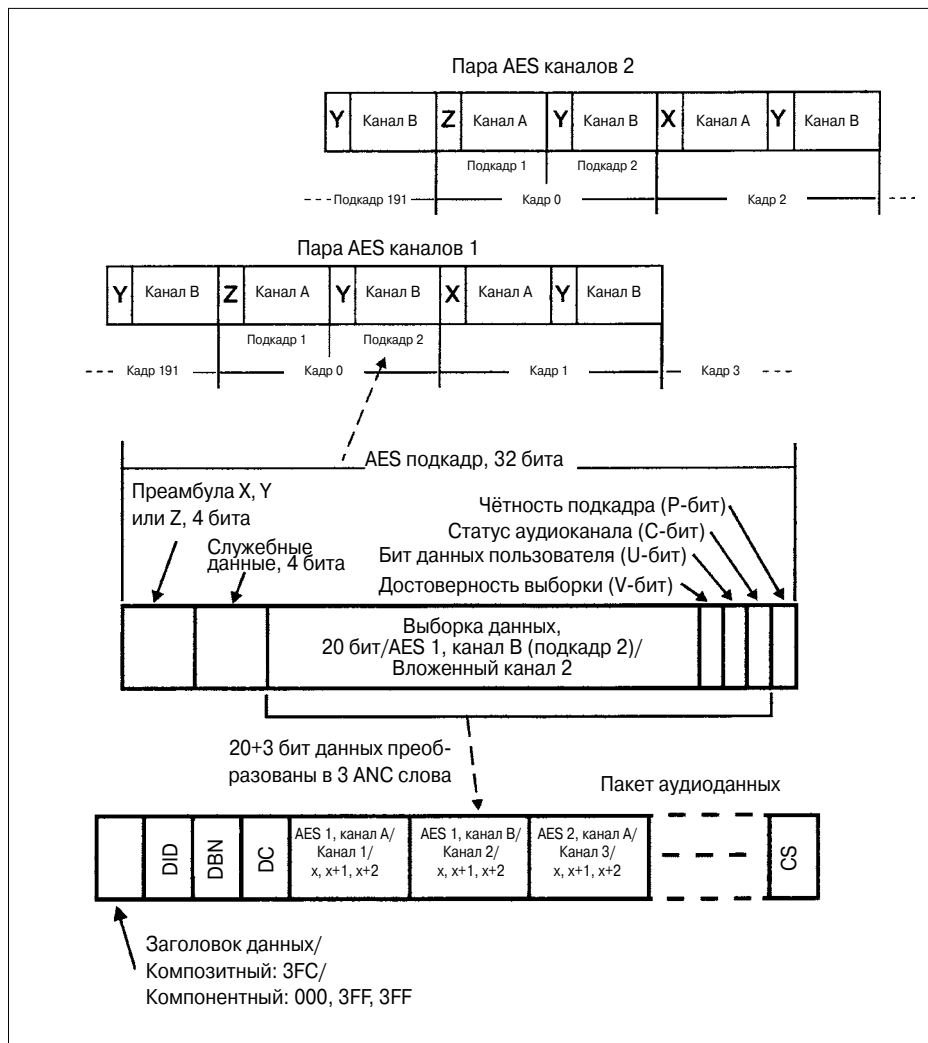 Пара AES каналов 2
Y Канал B Z Канал A Y Канал B X Канал A Y Канал B
Подкадр 1 Подкадр 2
Подкадр 191 Кадр 0 Кадр 2
Пара AES каналов 1
Y Канал B Z Канал A Y Канал B X Канал A Y Канал B
Подкадр 1 Подкадр 2
Кадр 191 Кадр 0 Кадр 1 Кадр 3
AES подкадр, 32 бита
Преамбула X, Y
или Z, 4 бита
Служебные
данные, 4 бита
Чётность подкадра (P-бит)
Статус аудиоканала (C-бит)
Бит данных пользователя (U-бит)
Достоверность выборки (V-бит)
Выборка данных,
20 бит/AES 1, канал B (подкадр 2)/
Вложенный канал 2
20+3 бит данных преоб-
разованы в 3 ANC слова
Пакет аудиоданных
DID
DBN
DC
AES 1, канал A/
Канал 1/
x, x+1, x+2
AES 1, канал B/
Канал 2/
x, x+1, x+2
AES 2, канал A/
Канал 3/
x, x+1, x+2
CS
Заголовок данных/
Композитный: 3FC/
Компонентный: 000, 3FF, 3FF